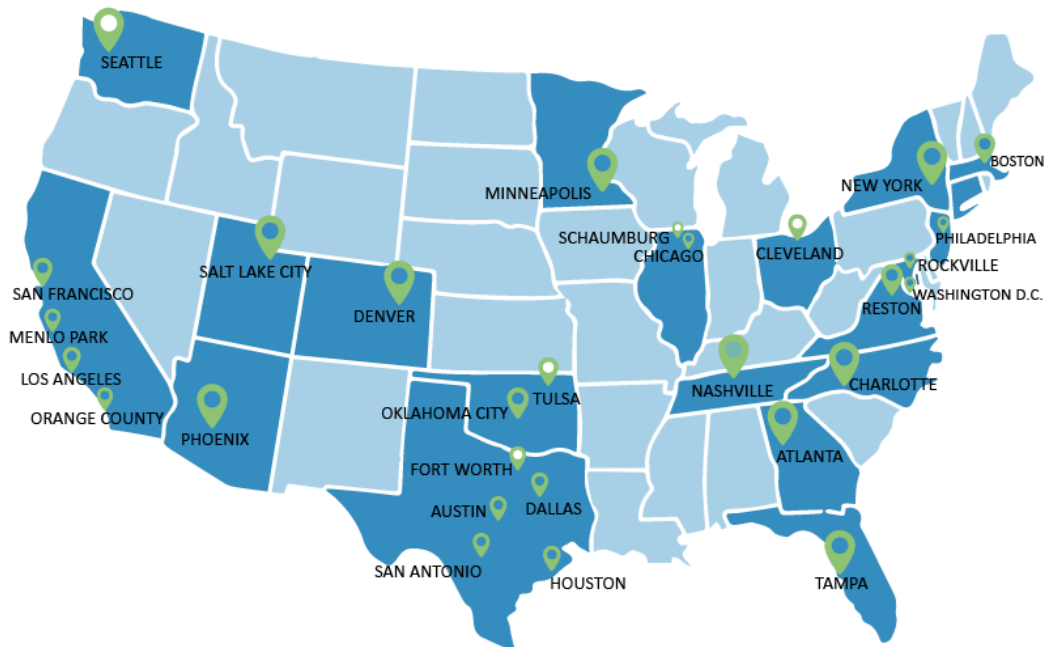 SEATTLE
BOSTON
NEW YORK
MINNEAPOLIS
SCHAUMBURG
PHILADELPHIA
CHICAGO
CLEVELAND
ROCKVILLE
SALT LAKE CITY
SAN FRANCISCO
WASHINGTON D.C.
RESTON
DENVER
MENLO PARK
LOS ANGELES
CHARLOTTE
NASHVILLE
TULSA
OKLAHOMA CITY
ORANGE COUNTY
PHOENIX
ATLANTA
FORT WORTH
DALLAS
AUSTIN
SAN ANTONIO
HOUSTON
TAMPA